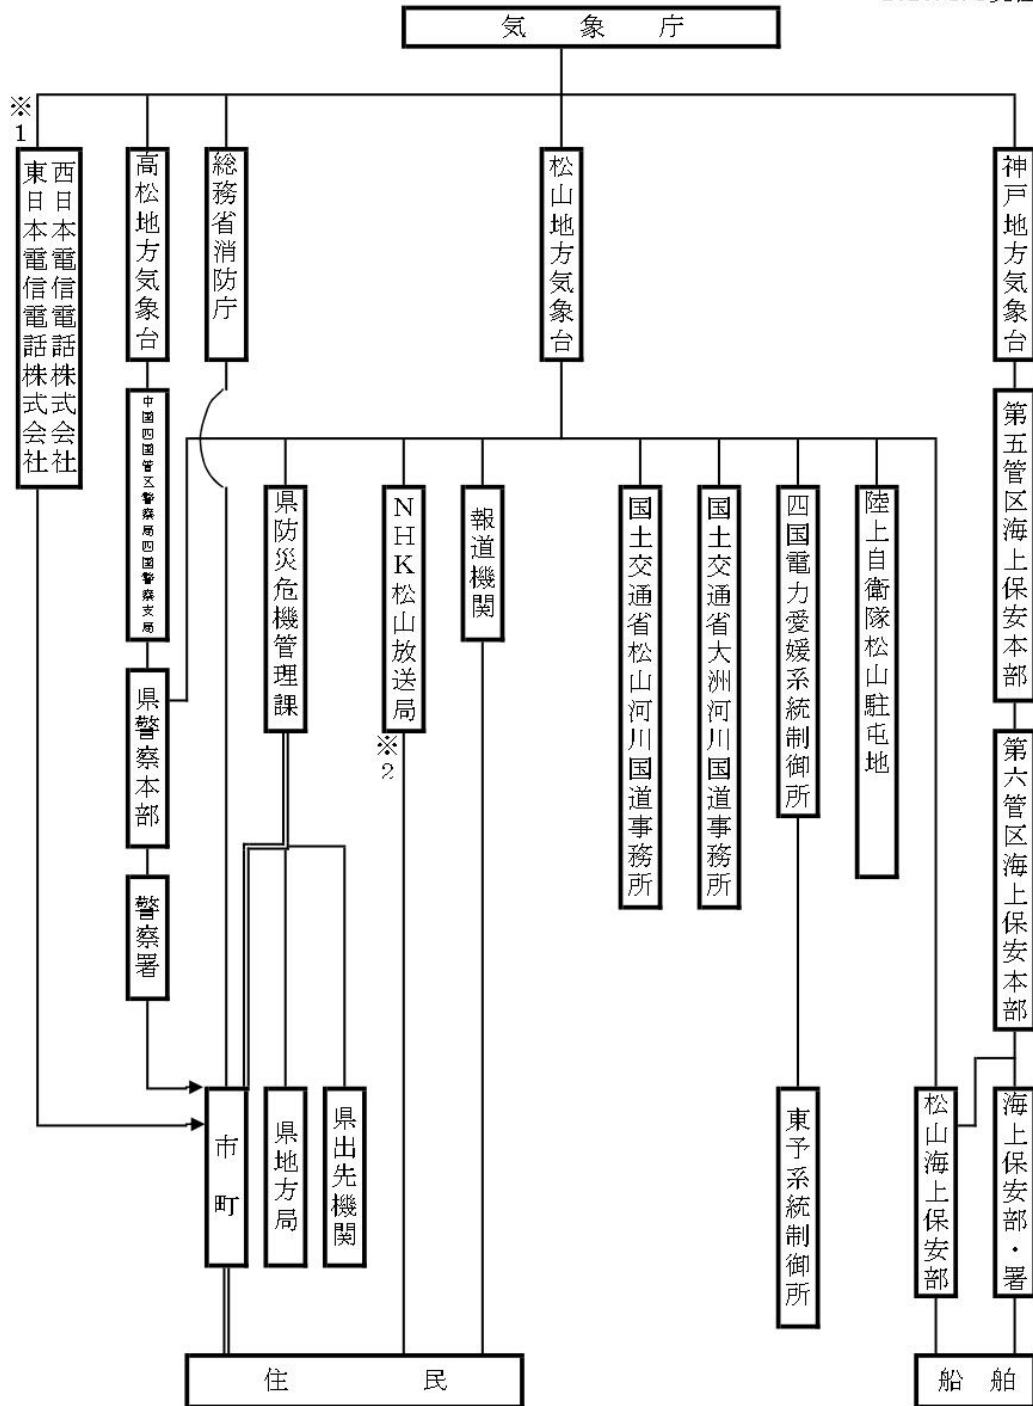 気象庁
※1
西日本電信電話株式会社
東日本電信電話株式会社
高松地方気象台
総務省消防庁
松山地方気象台
神戸地方気象台
中国四国管区警察局四国警察支局
第五管区海上保安本部
県防災危機管理課
NHK松山放送局
※2
報道機関
国土交通省松山河川国道事務所
国土交通省大洲河川国道事務所
四国電力愛媛系統制御所
陸上自衛隊松山駐屯地
県警察本部
第六管区海上保安本部
警察署
市町
県地方局
県出先機関
東予系統制御所
松山海上保安部
海上保安部・署
住民
船舶